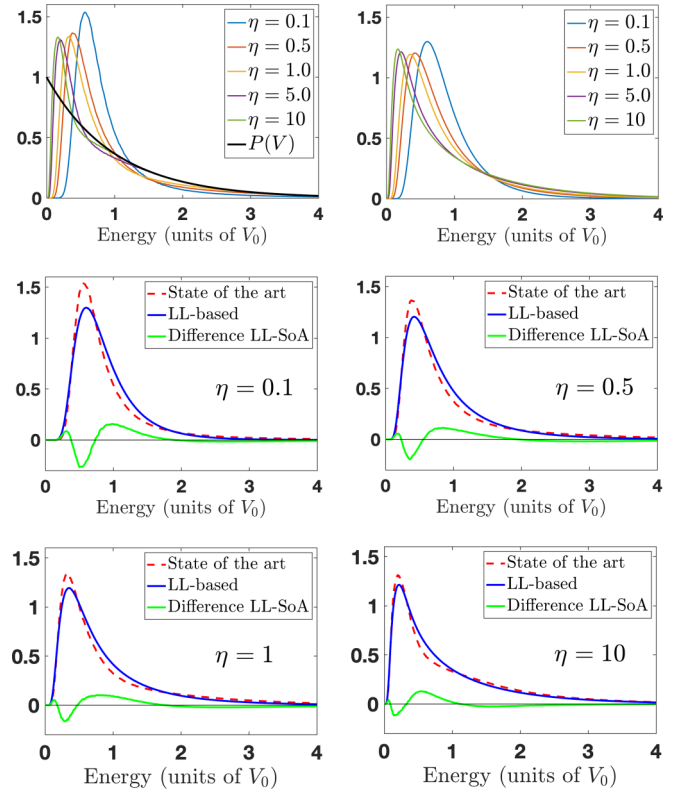 1.5
1
0.5
0
η = 0.1
η = 0.5
η = 1.0
η = 5.0
η = 10
P(V)
0 1 2 3 4
Energy (units of V₀)
1.5
1
0.5
0
η = 0.1
η = 0.5
η = 1.0
η = 5.0
η = 10
0 1 2 3 4
Energy (units of V₀)
1.5
1
0.5
0
State of the art
LL-based
Difference LL-SoA
η = 0.1
0 1 2 3 4
Energy (units of V₀)
1.5
1
0.5
0
State of the art
LL-based
Difference LL-SoA
η = 0.5
0 1 2 3 4
Energy (units of V₀)
1.5
1
0.5
0
State of the art
LL-based
Difference LL-SoA
η = 1
0 1 2 3 4
Energy (units of V₀)
1.5
1
0.5
0
State of the art
LL-based
Difference LL-SoA
η = 10
0 1 2 3 4
Energy (units of V₀)